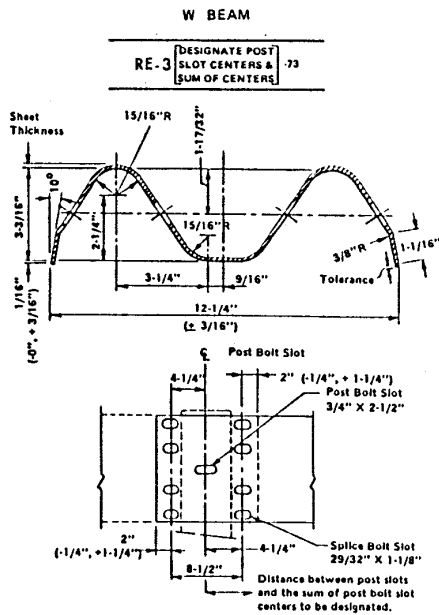 W BEAM
RE-3 [DESIGNATE POST SLOT CENTERS & SUM OF CENTERS] -73
Sheet
Thickness
15/16"R
1-17/32"
10°
3-3/16"
2-1/4"
15/16"R
3/8"R
1-1/16"
Tolerance
1/16"
(-0", + 3/16")
3-1/4"
9/16"
12-1/4"
(± 3/16")
℄ Post Bolt Slot
4-1/4"
2"
(-1/4", + 1-1/4")
Post Bolt Slot
3/4" X 2-1/2"
2"
(-1/4", +1-1/4")
4-1/4"
8-1/2"
Splice Bolt Slot
29/32" X 1-1/8"
Distance between post slots
and the sum of post bolt slot
centers to be designated.